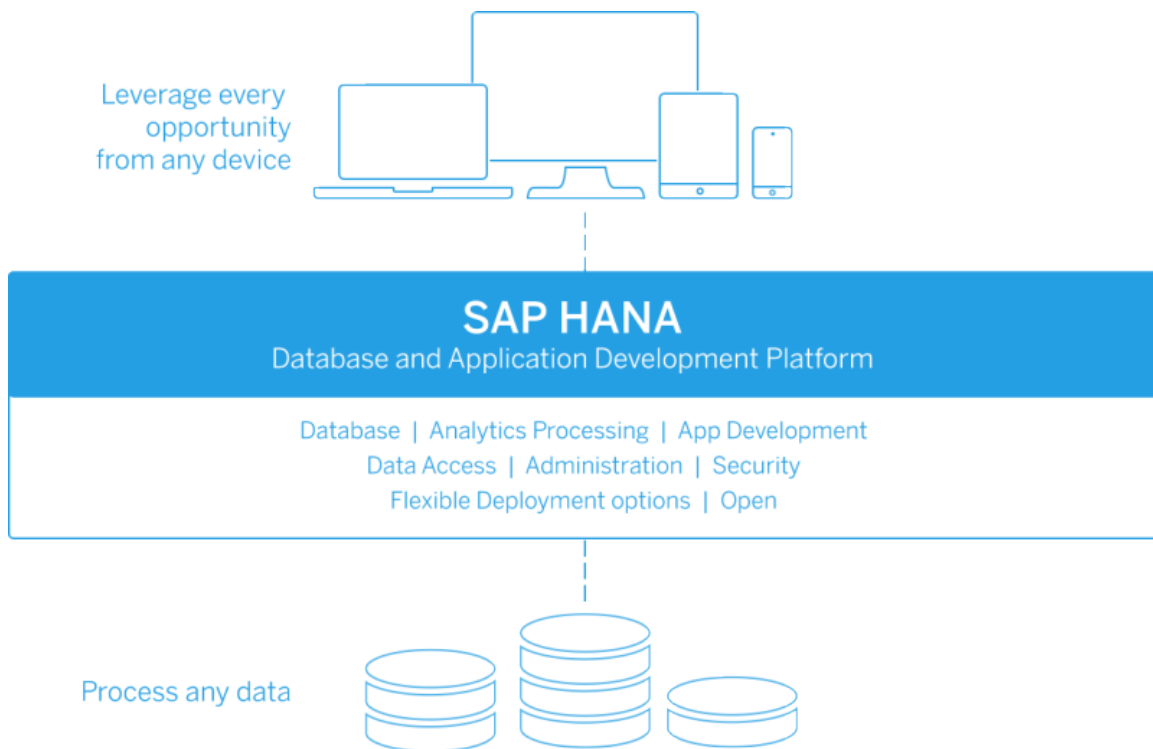 Leverage every
opportunity
from any device
SAP HANA
Database and Application Development Platform
Database | Analytics Processing | App Development
Data Access | Administration | Security
Flexible Deployment options | Open
Process any data